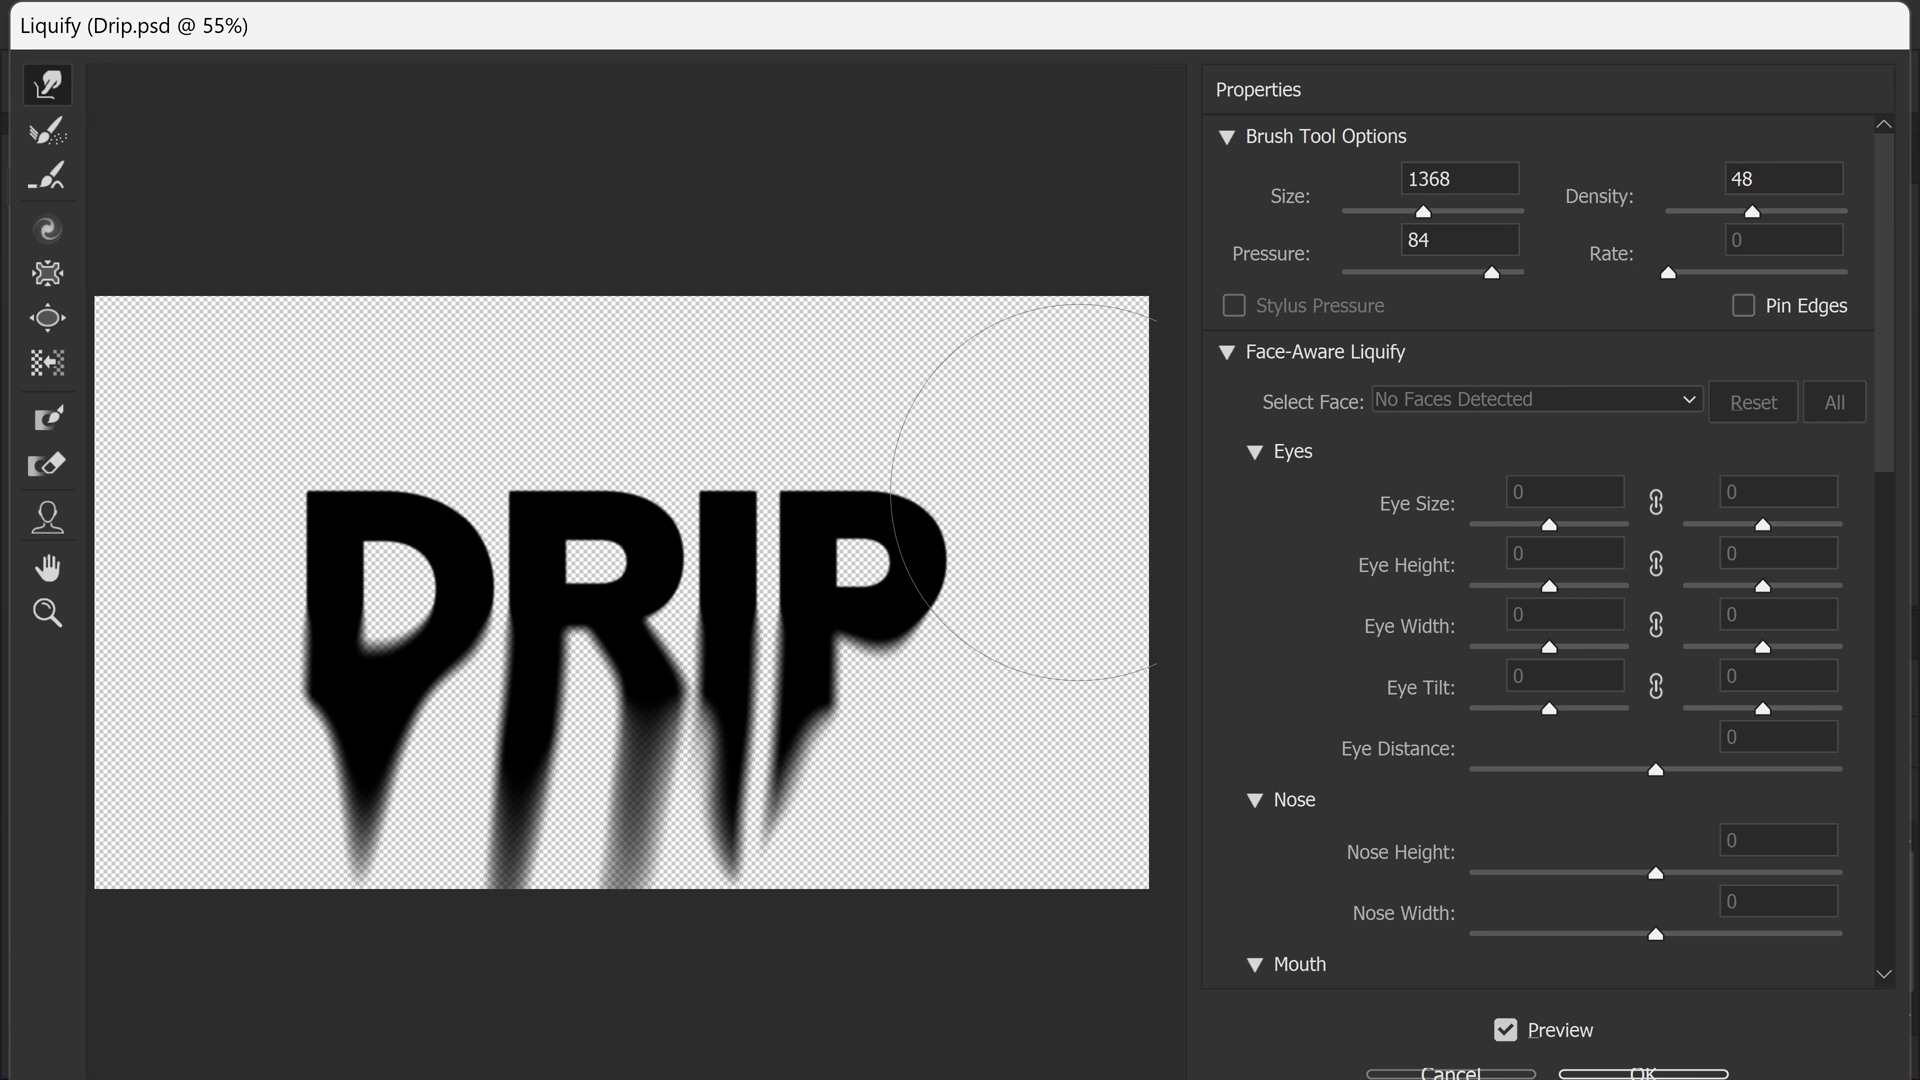 Liquify (Drip.psd @ 55%)
Properties
Brush Tool Options
Size: 1368 Density: 48
Pressure: 84 Rate: 0
Stylus Pressure Pin Edges
Face-Aware Liquify
Select Face: No Faces Detected Reset All
Eyes
Eye Size: 0 0
Eye Height: 0 0
Eye Width: 0 0
Eye Tilt: 0 0
Eye Distance: 0
Nose
Nose Height: 0
Nose Width: 0
Mouth
Preview
Cancel OK
DRIP